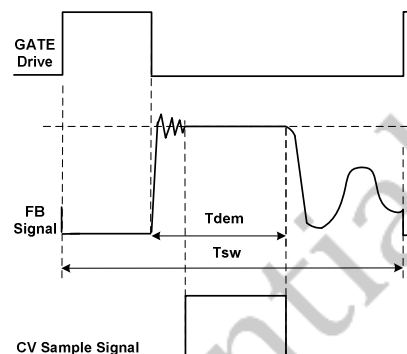 GATE
Drive
FB
Signal
Tdem
Tsw
CV Sample Signal